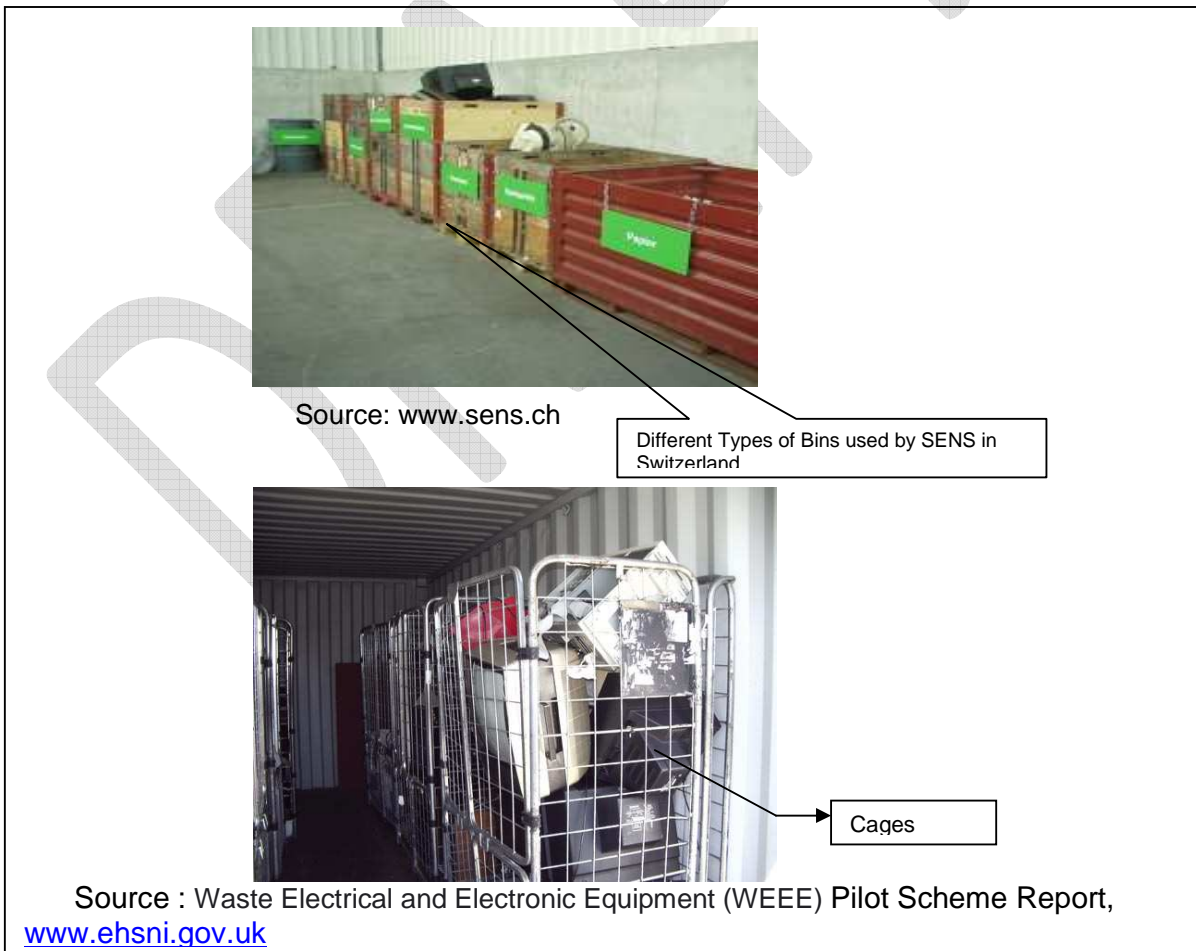 Papier
Source: www.sens.ch
Different Types of Bins used by SENS in
Switzerland
Cages
Source : Waste Electrical and Electronic Equipment (WEEE) Pilot Scheme Report,
www.ehsni.gov.uk